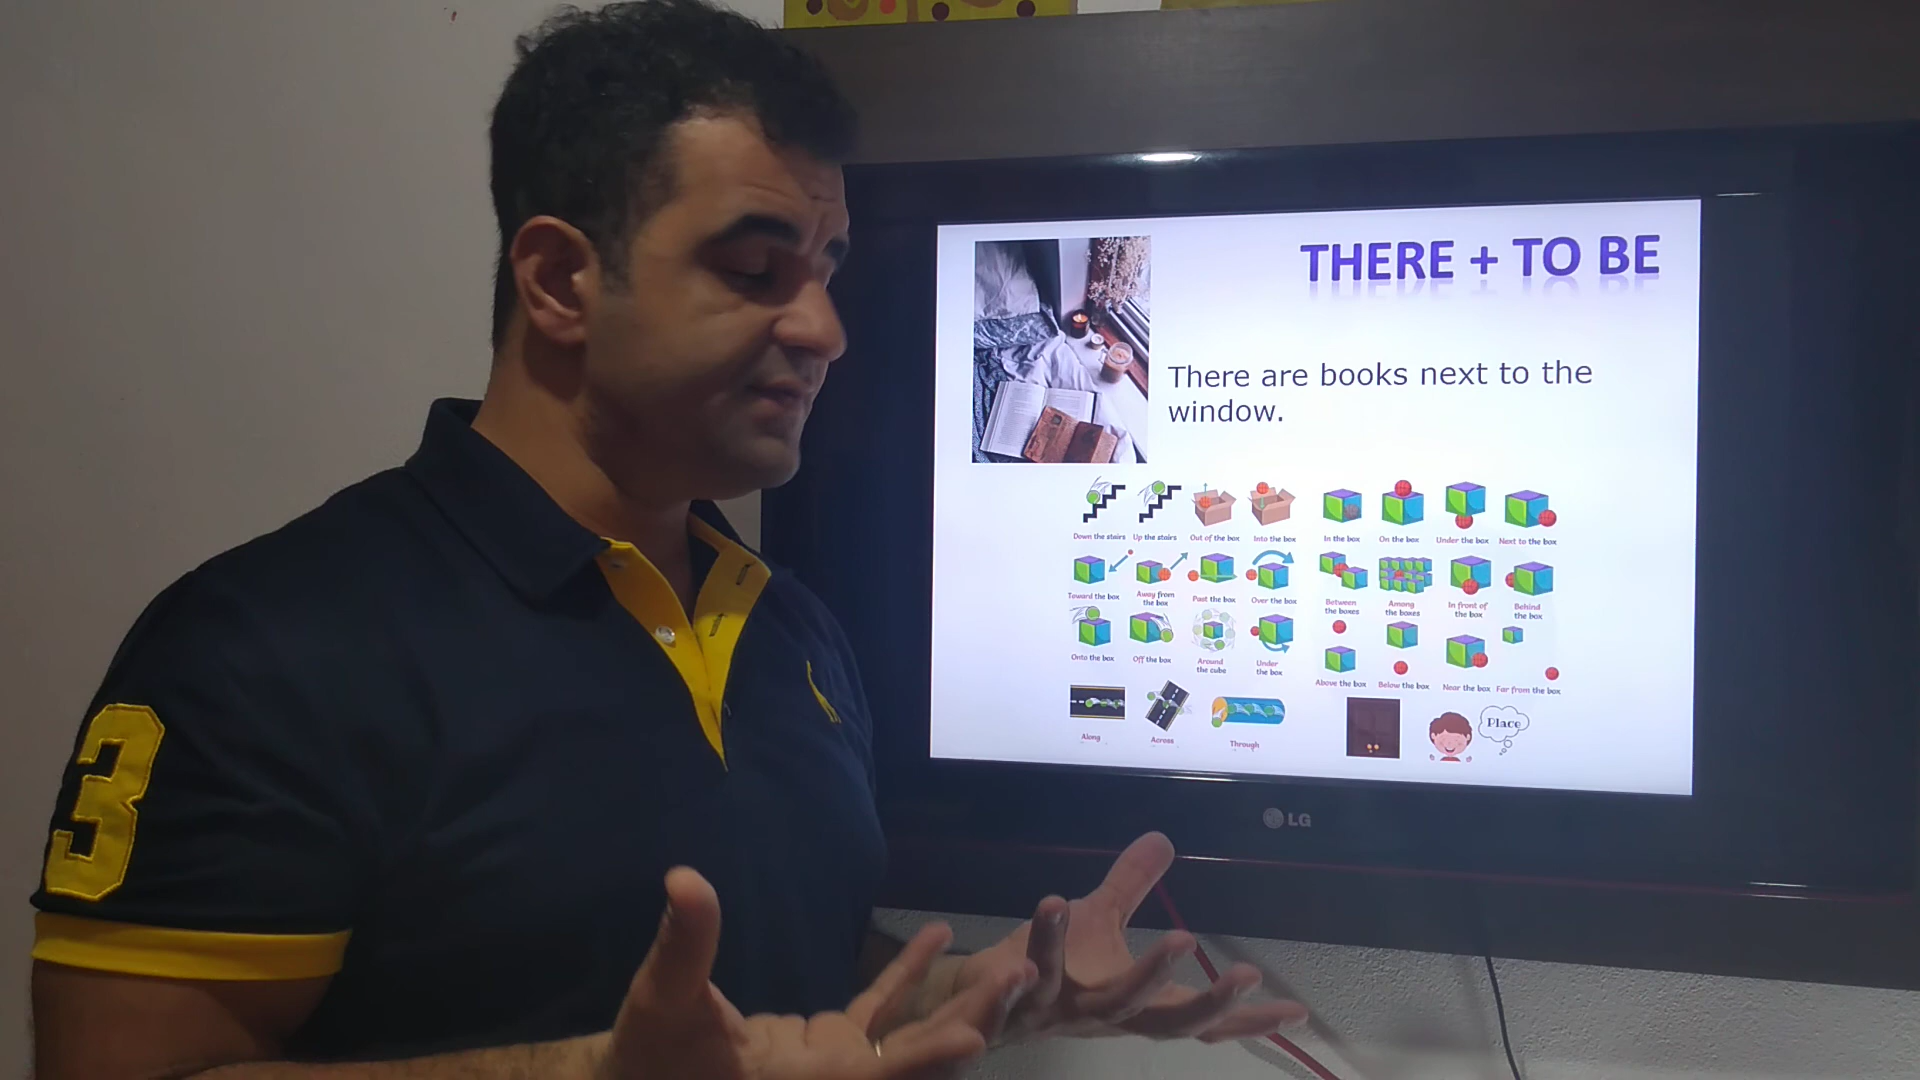 THERE + TO BE
There are books next to the
window.
Down the stairs
Up the stairs
Out of the box
Into the box
In the box
On the box
Under the box
Next to the box
Toward the box
Away from
the box
Past the box
Over the box
Between
the boxes
Among
the boxes
In front of
the box
Behind
the box
Onto the box
Off the box
Around
the cube
Under
the box
Above the box
Below the box
Near the box
Far from the box
Along
Across
Through
Place
LG
3